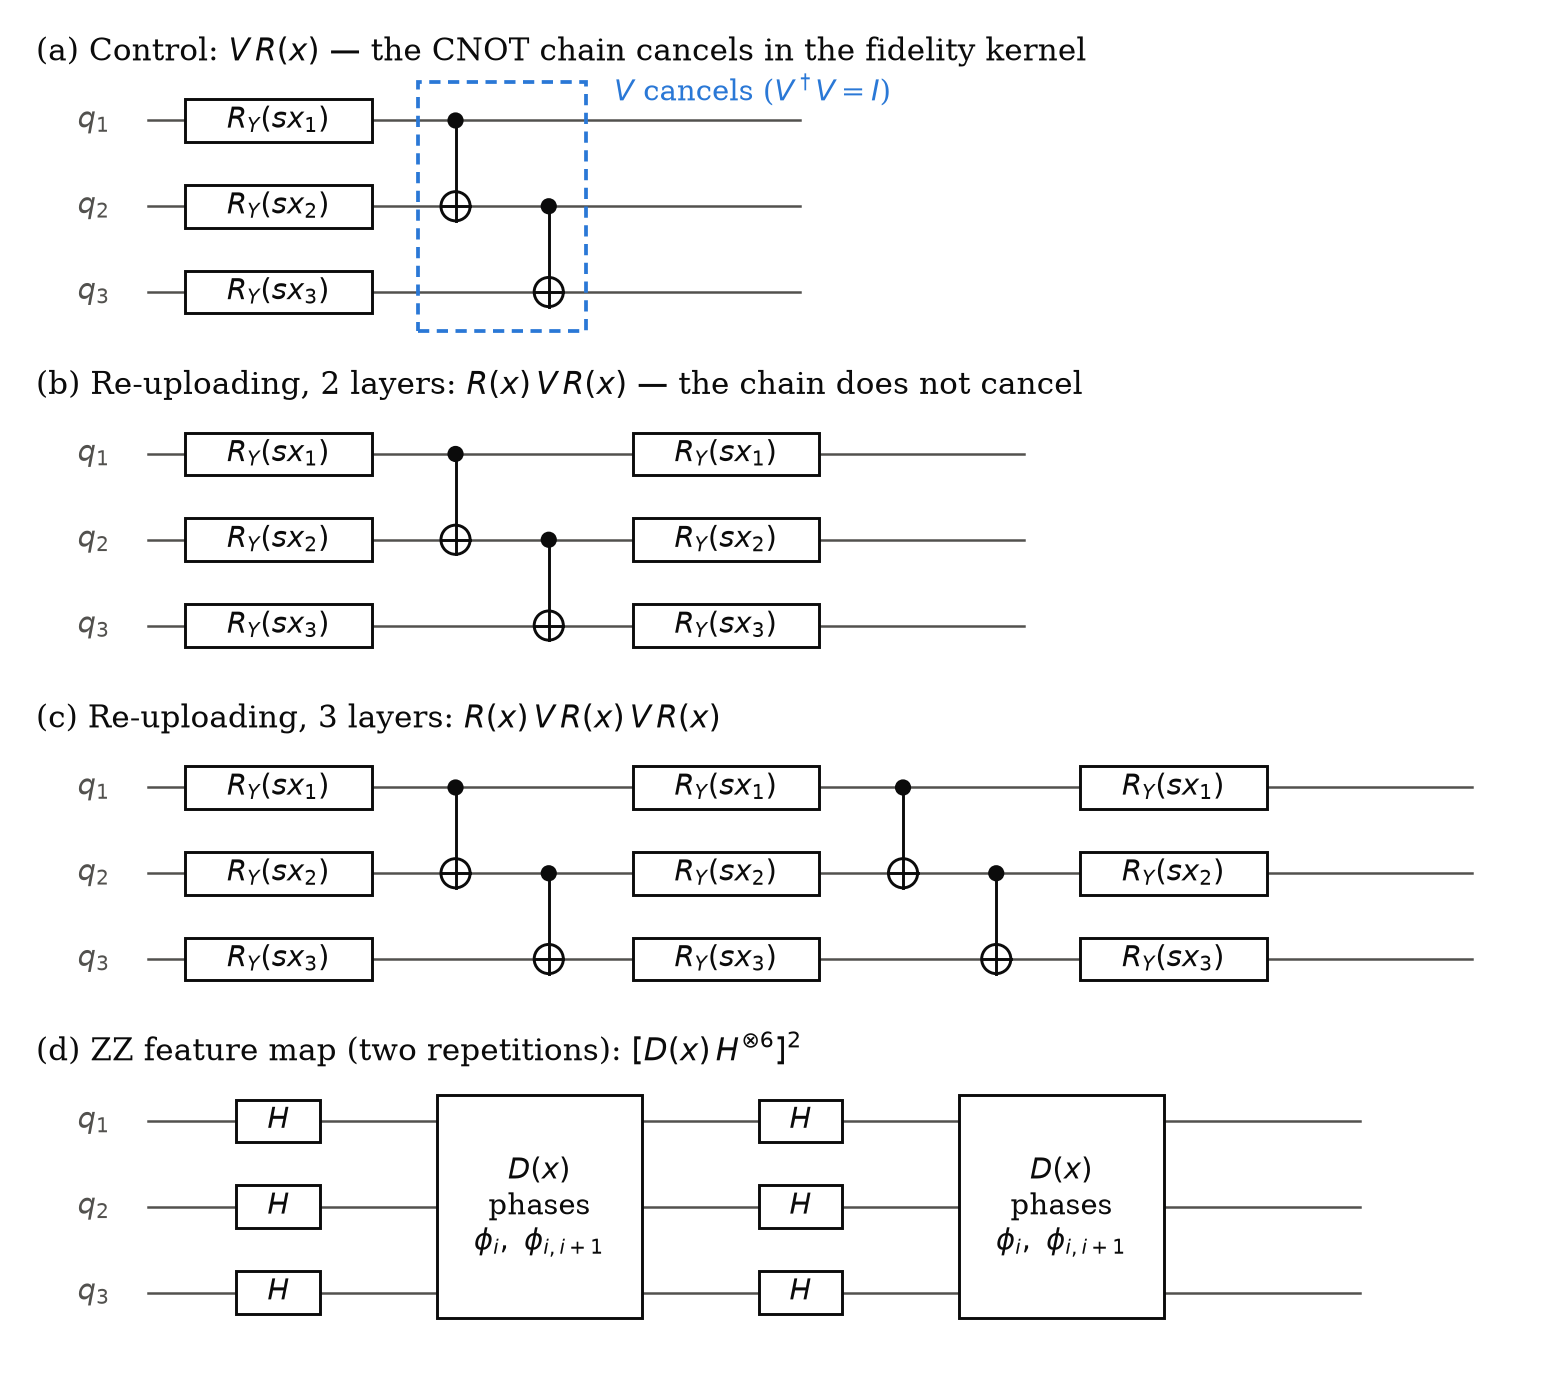 (a) Control: V R(x) — the CNOT chain cancels in the fidelity kernel
V cancels (V†V = I)
q₁ R_Y(sx₁)
q₂ R_Y(sx₂)
q₃ R_Y(sx₃)
(b) Re-uploading, 2 layers: R(x) V R(x) — the chain does not cancel
q₁ R_Y(sx₁) R_Y(sx₁)
q₂ R_Y(sx₂) R_Y(sx₂)
q₃ R_Y(sx₃) R_Y(sx₃)
(c) Re-uploading, 3 layers: R(x) V R(x) V R(x)
q₁ R_Y(sx₁) R_Y(sx₁) R_Y(sx₁)
q₂ R_Y(sx₂) R_Y(sx₂) R_Y(sx₂)
q₃ R_Y(sx₃) R_Y(sx₃) R_Y(sx₃)
(d) ZZ feature map (two repetitions): [D(x) H^⊗6]²
q₁ H H
D(x) D(x)
q₂ H phases H phases
ϕ_i, ϕ_{i,i+1} ϕ_i, ϕ_{i,i+1}
q₃ H H